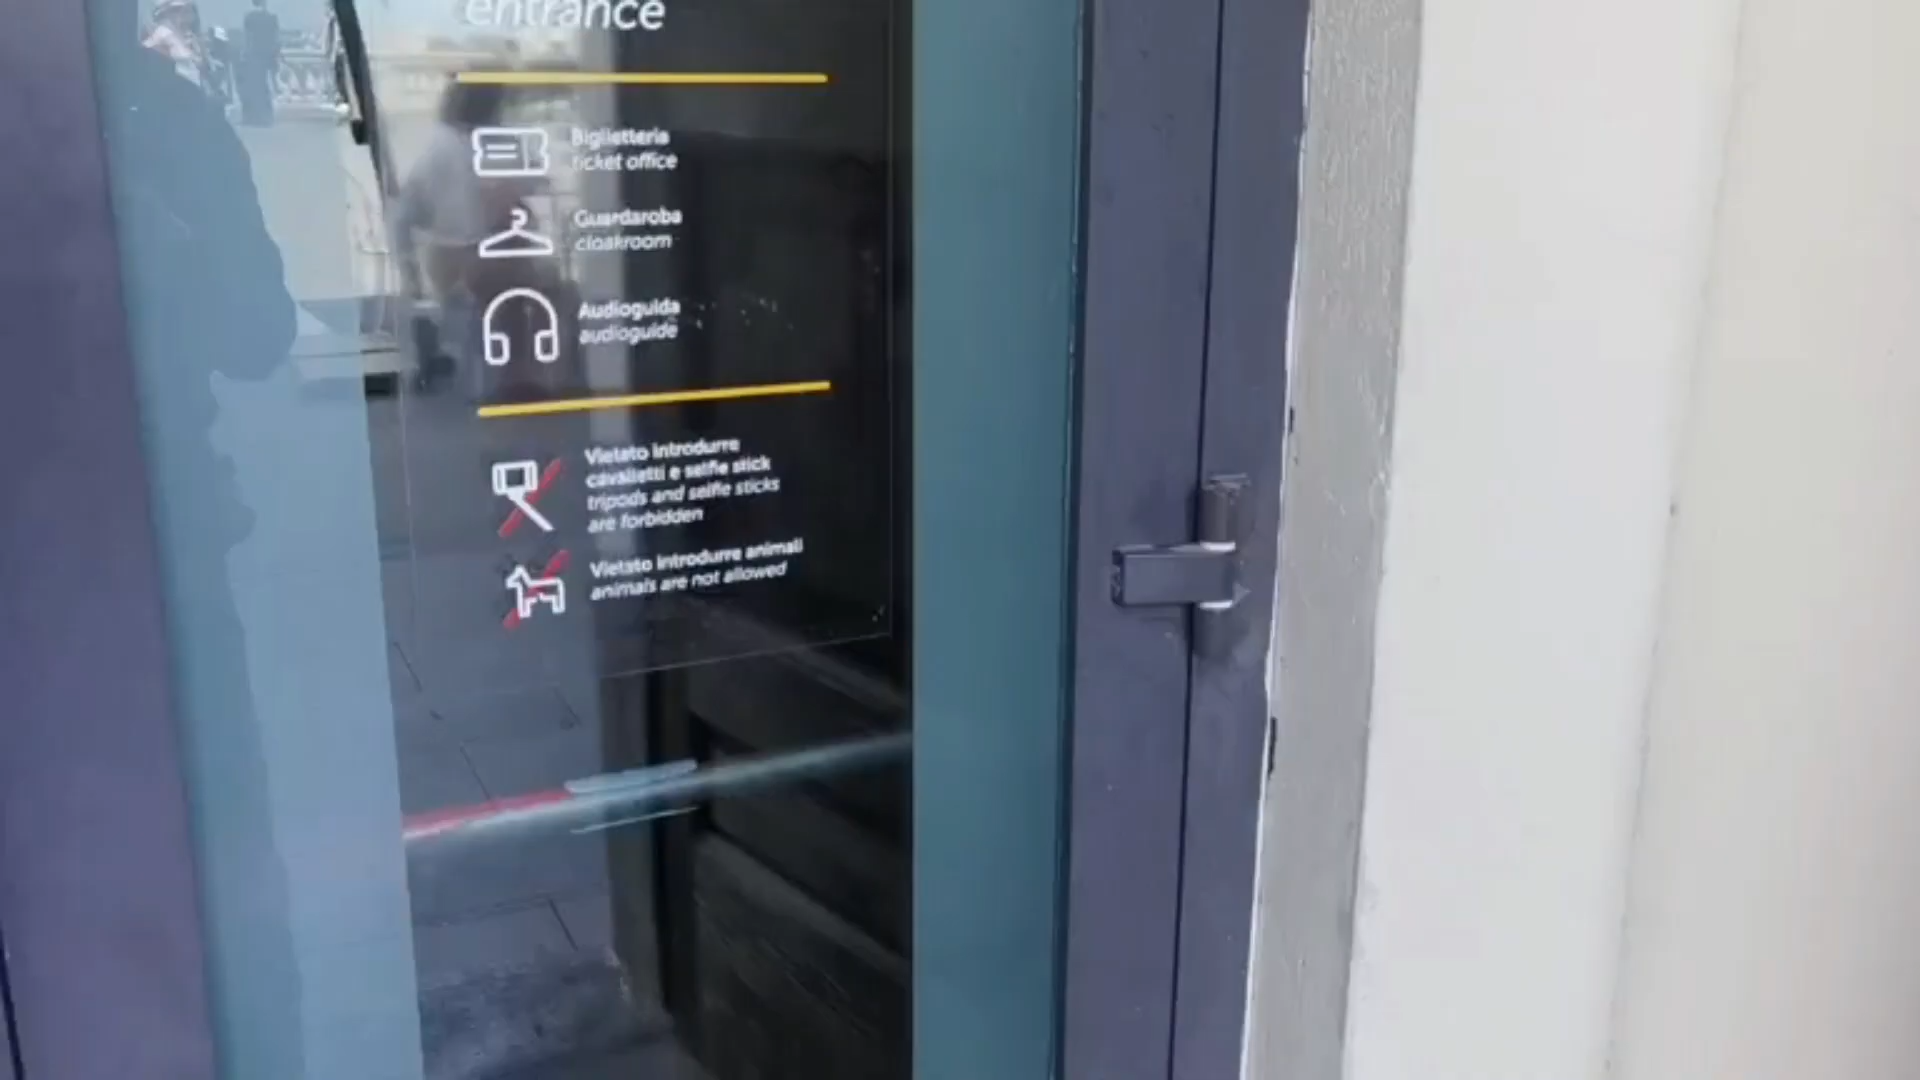 entrance
Biglietteria
ticket office
Guardaroba
cloakroom
Audioguida
audioguide
Vietato introdurre
cavalletti e selfie stick
tripods and selfie sticks
are forbidden
Vietato introdurre animali
animals are not allowed